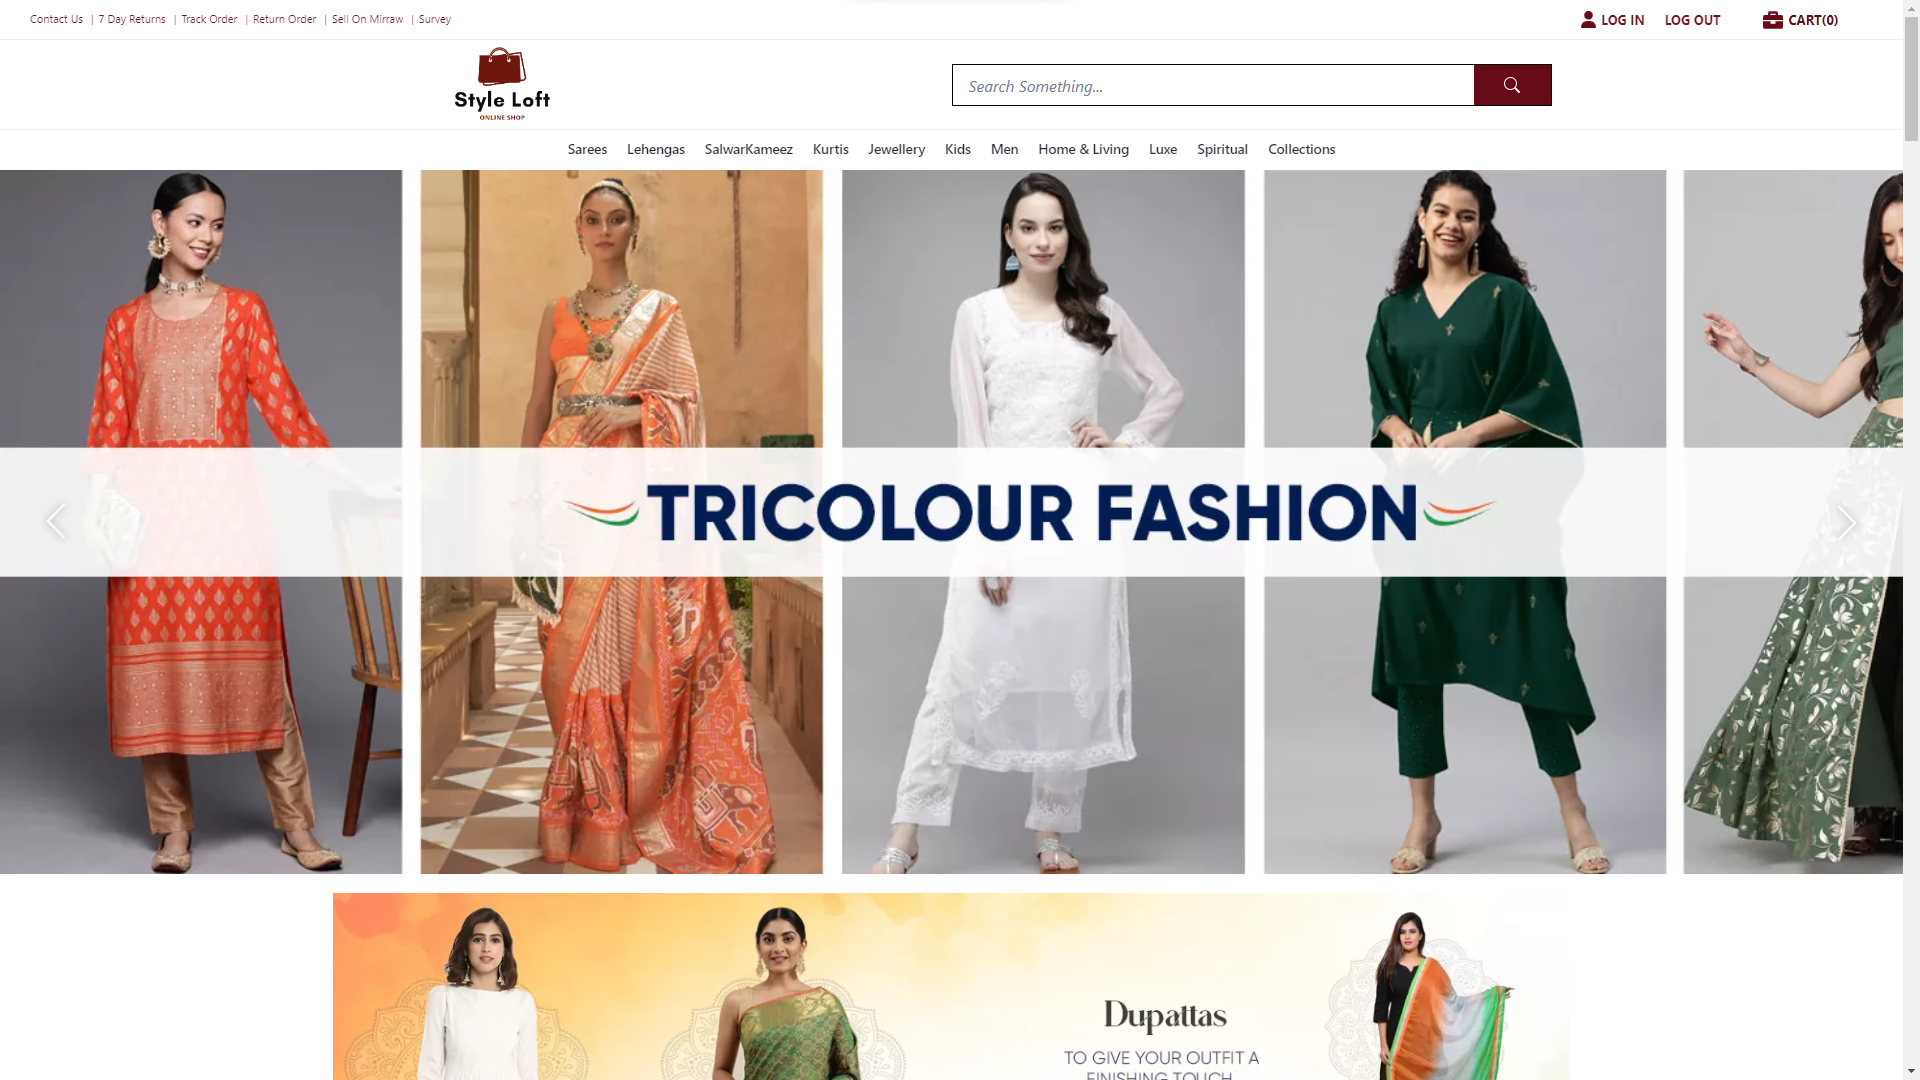 Contact Us | 7 Day Returns | Track Order | Return Order | Sell On Mirraw | Survey
LOG IN LOG OUT CART(0)
Style Loft
ONLINE SHOP
Search Something...
Sarees Lehengas SalwarKameez Kurtis Jewellery Kids Men Home & Living Luxe Spiritual Collections
TRICOLOUR FASHION
Dupattas
TO GIVE YOUR OUTFIT A
FINISHING TOUCH